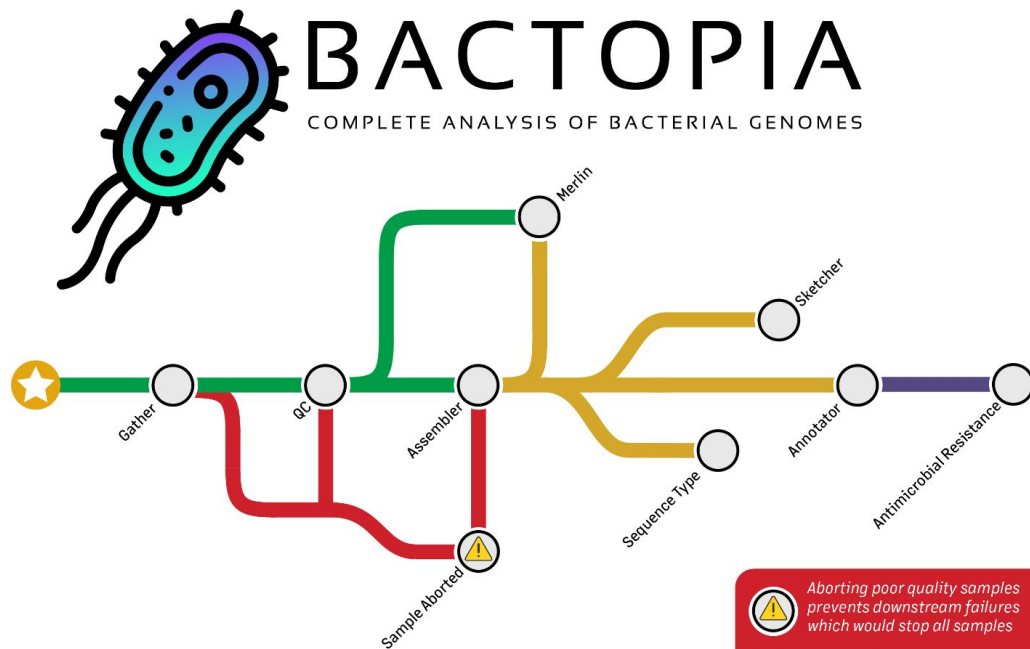 BACTOPIA
COMPLETE ANALYSIS OF BACTERIAL GENOMES
Merlin
Sketcher
Gather
QC
Assembler
Annotator
Antimicrobial Resistance
Sequence Type
Sample Aborted
Aborting poor quality samples
prevents downstream failures
which would stop all samples